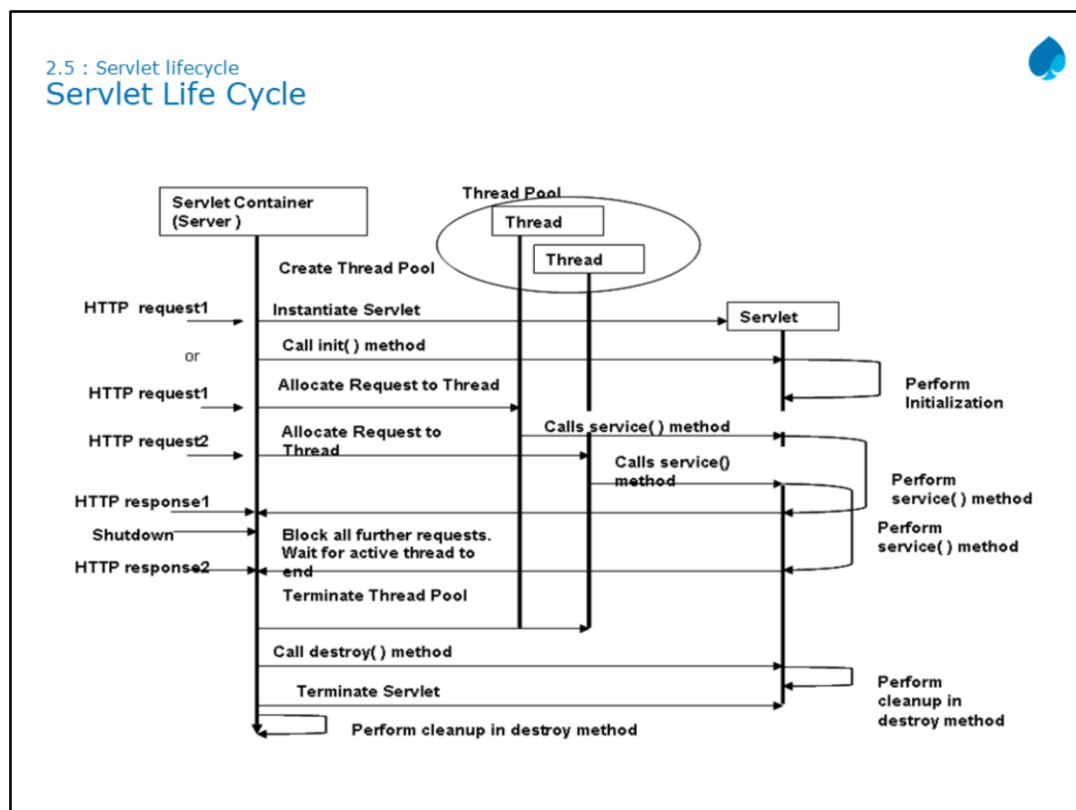 2.5 : Servlet lifecycle
Servlet Life Cycle
Thread Pool
Servlet Container
(Server )
Thread
Thread
Create Thread Pool
HTTP request1
Instantiate Servlet
Servlet
or
Call init( ) method
Perform
Initialization
HTTP request1
Allocate Request to Thread
HTTP request2
Allocate Request to
Thread
Calls service( ) method
Calls service()
method
Perform
service( ) method
HTTP response1
Perform
service( ) method
Shutdown
Block all further requests.
Wait for active thread to
end
HTTP response2
Terminate Thread Pool
Call destroy( ) method
Perform
cleanup in
destroy method
Terminate Servlet
Perform cleanup in destroy method